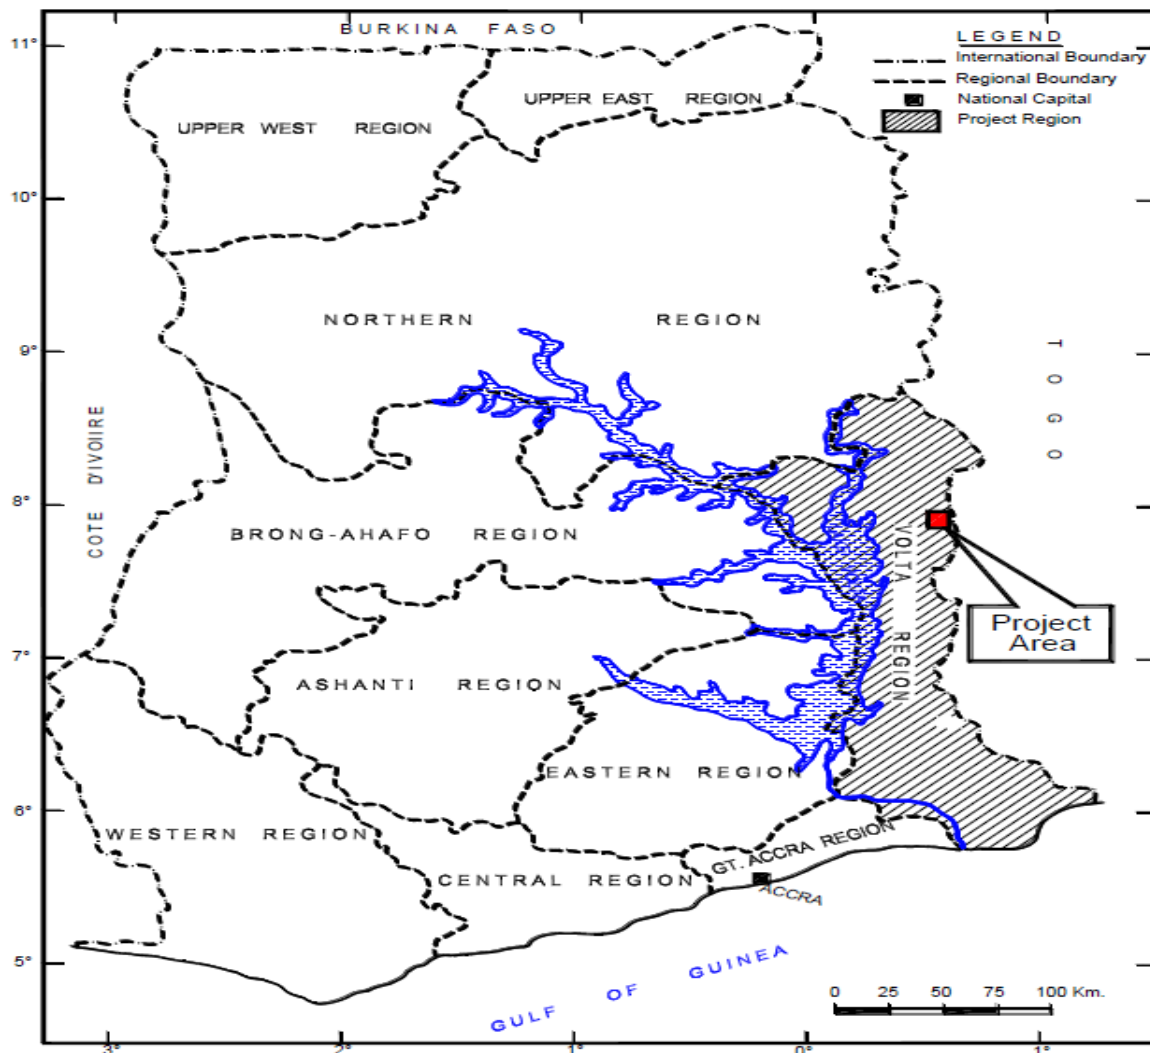 BURKINA FASO
LEGEND
International Boundary
Regional Boundary
National Capital
Project Region
11°
10°
9°
8°
7°
6°
5°
UPPER WEST REGION
UPPER EAST REGION
NORTHERN REGION
TOGO
COTE D'IVOIRE
BRONG-AHAFO REGION
VOLTA REGION
Project
Area
ASHANTI REGION
EASTERN REGION
WESTERN REGION
CENTRAL REGION
GT. ACCRA REGION
ACCRA
GULF OF GUINEA
0 25 50 75 100 Km.
3° 2° 1° 0° 1°